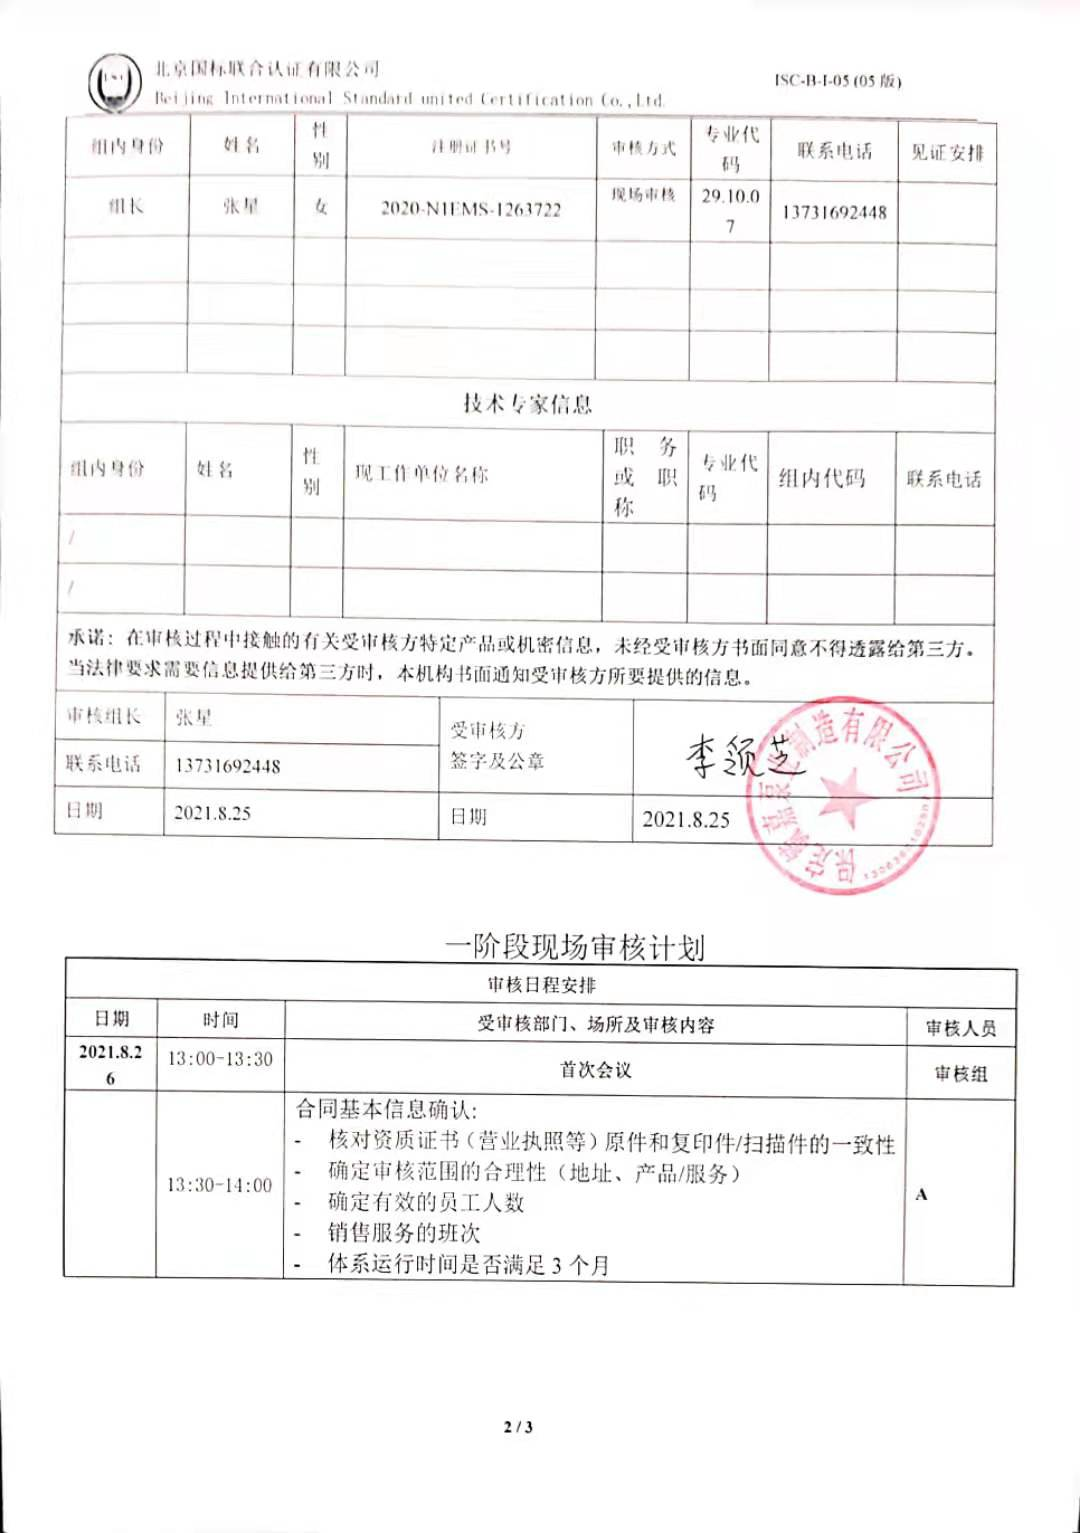 北京国标联合认证有限公司
Beijing International Standard united Certification Co.,Ltd.
ISC-B-I-05 (05 版)
组内身份 姓名 性别 注册证书号 审核方式 专业代码 联系电话 见证安排
组长 张星 女 2020-N1EMS-1263722 现场审核 29.10.07 13731692448
技术专家信息
组内身份 姓名 性别 现工作单位名称 职务或职称 专业代码 组内代码 联系电话
/
/
承诺：在审核过程中接触的有关受审核方特定产品或机密信息，未经受审核方书面同意不得透露给第三方。
当法律要求需要信息提供给第三方时，本机构书面通知受审核方所要提供的信息。
审核组长 张星 受审核方
签字及公章
联系电话 13731692448
日期 2021.8.25 日期 2021.8.25
制造有限公司
保定
一阶段现场审核计划
审核日程安排
日期 时间 受审核部门、场所及审核内容 审核人员
2021.8.26 13:00-13:30 首次会议 审核组
13:30-14:00
合同基本信息确认:
- 核对资质证书（营业执照等）原件和复印件/扫描件的一致性
- 确定审核范围的合理性（地址、产品/服务）
- 确定有效的员工人数
- 销售服务的班次
- 体系运行时间是否满足 3 个月
A
2 / 3